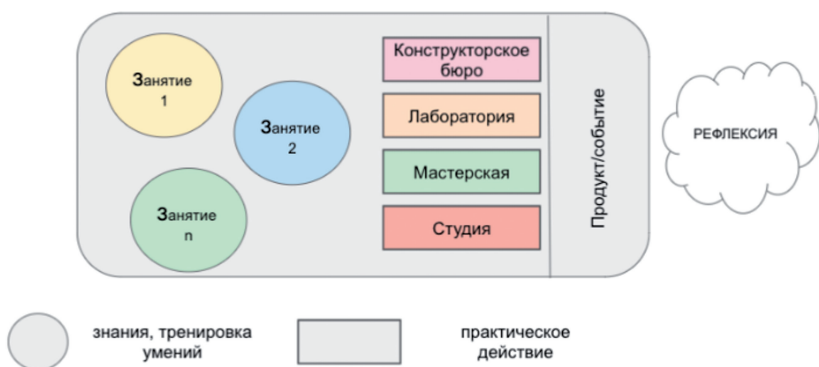 Занятие
1
Занятие
2
Занятие
n
Конструкторское
бюро
Лаборатория
Мастерская
Студия
Продукт/событие
РЕФЛЕКСИЯ
знания, тренировка
умений
практическое
действие